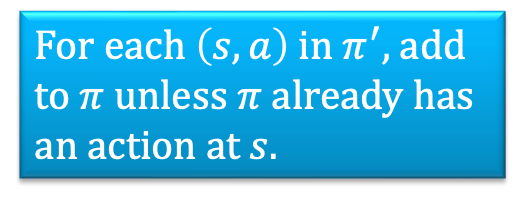 For each (s, a) in π′, add
to π unless π already has
an action at s.